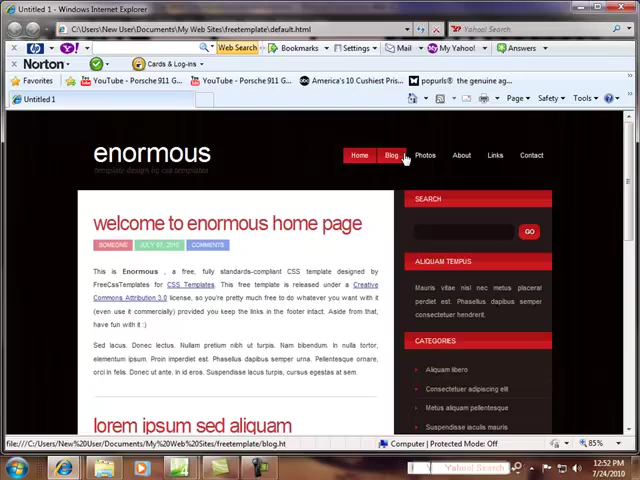 Untitled 1 - Internet Explorer
C:\Users\New User\Documents\My Web Sites\freetemplate\default.html
Yahoo! Search
hp Y! Web Search Bookmarks Settings Mail My Yahoo! Answers
Norton Cards & Log-ins
Favorites YouTube - Porsche 911 G... YouTube - Porsche 911 G... America's 10 Cushiest Pris... popurls® the genuine ag...
Untitled 1
Page Safety Tools
enormous
template design by css templates
Home Blog Photos About Links Contact
welcome to enormous home page
SOMEONE JULY 07, 2010 COMMENTS
This is Enormous , a free, fully standards-compliant CSS template designed by
FreeCssTemplates for CSS Templates. This free template is released under a Creative
Commons Attribution 3.0 license, so you're pretty much free to do whatever you want with it
(even use it commercially) provided you keep the links in the footer intact. Aside from that,
have fun with it :)
Sed lacus. Donec lectus. Nullam pretium nibh ut turpis. Nam bibendum. In nulla tortor,
elementum ipsum. Proin imperdiet est. Phasellus dapibus semper urna. Pellentesque ornare,
orci in felis. Donec ut ante. In id eros. Suspendisse lacus turpis, cursus egestas at sem.
lorem ipsum sed aliquam
SEARCH
GO
ALIQUAM TEMPUS
Mauris vitae nisl nec metus placerat
perdiet est. Phasellus dapibus semper
consectetuer hendrerit.
CATEGORIES
Aliquam libero
Consectetuer adipiscing elit
Metus aliquam pellentesque
Suspendisse iaculis mauris
file:///C:/Users/New%20User/Documents/My%20Web%20Sites/freetemplate/blog.ht
Computer | Protected Mode: Off
85%
Yahoo! Search
12:52 PM
7/24/2010